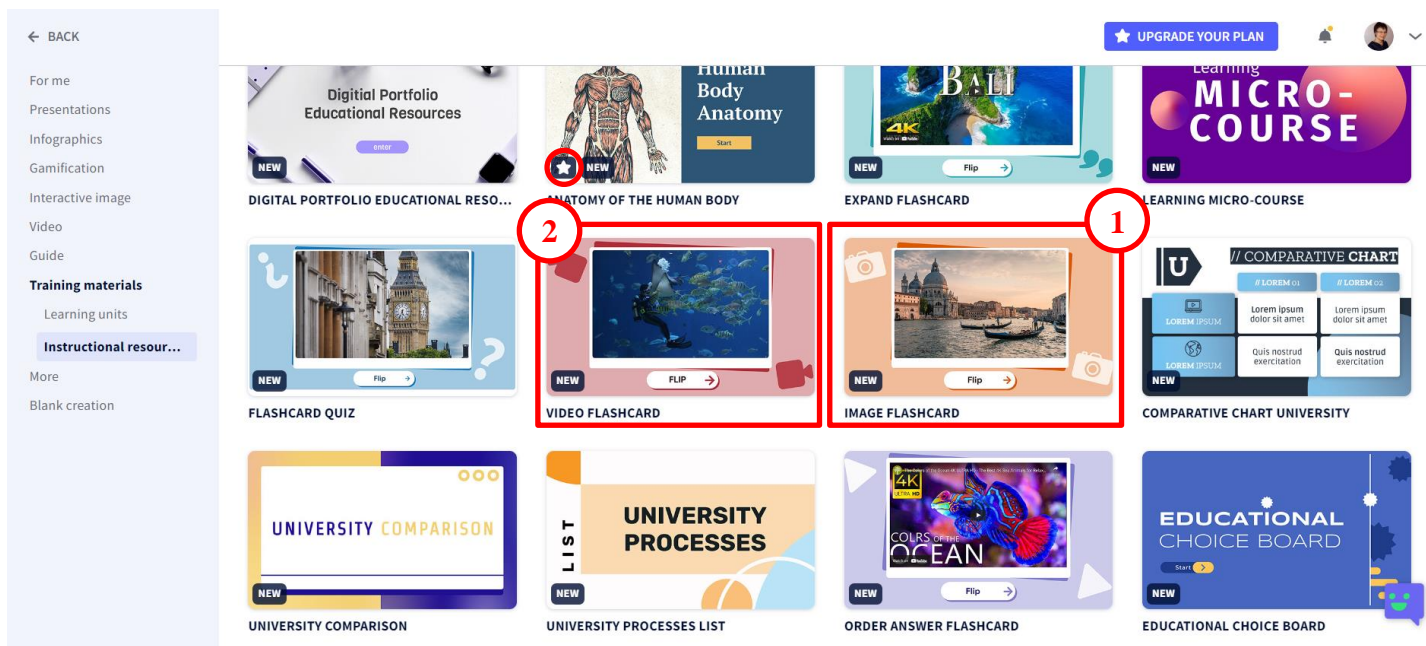 ← BACK
UPGRADE YOUR PLAN
For me
Presentations
Infographics
Gamification
Interactive image
Video
Guide
Training materials
Learning units
Instructional resour...
More
Blank creation
Digitial Portfolio
Educational Resources
enter
NEW
DIGITAL PORTFOLIO EDUCATIONAL RESO...
Human
Body
Anatomy
Start
NEW
ANATOMY OF THE HUMAN BODY
BALI
4K
Flip
NEW
EXPAND FLASHCARD
Learning
MICRO-
COURSE
NEW
LEARNING MICRO-COURSE
NEW
Flip
FLASHCARD QUIZ
2
NEW
FLIP
VIDEO FLASHCARD
1
NEW
Flip
IMAGE FLASHCARD
U
// COMPARATIVE CHART
// LOREM 01
// LOREM 02
LOREM IPSUM
Lorem ipsum
dolor sit amet
Lorem ipsum
dolor sit amet
LOREM IPSUM
Quis nostrud
exercitation
Quis nostrud
exercitation
NEW
COMPARATIVE CHART UNIVERSITY
UNIVERSITY COMPARISON
NEW
UNIVERSITY COMPARISON
LIST
UNIVERSITY
PROCESSES
NEW
UNIVERSITY PROCESSES LIST
4K
ULTRA HD
COLRS OF THE
OCEAN
Flip
NEW
ORDER ANSWER FLASHCARD
EDUCATIONAL
CHOICE BOARD
Start
NEW
EDUCATIONAL CHOICE BOARD